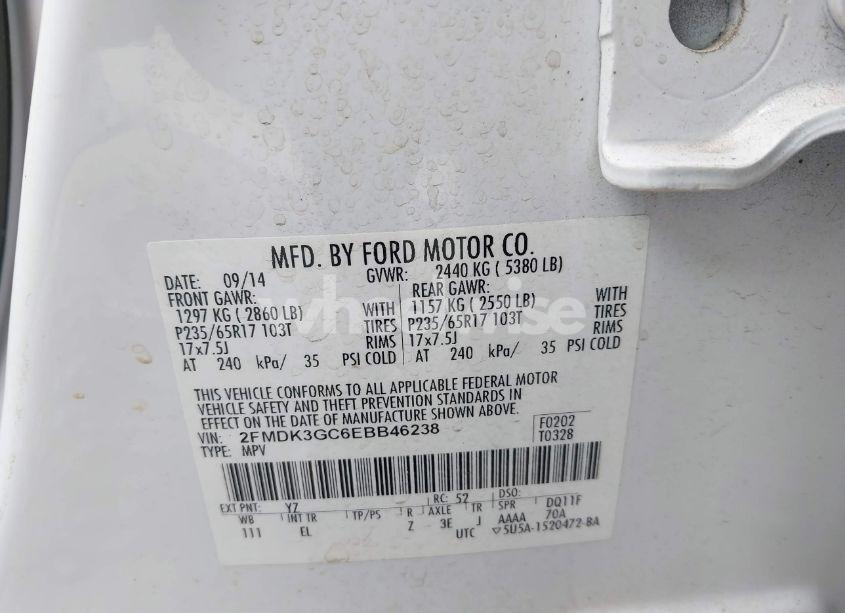 MFD. BY FORD MOTOR CO.
DATE: 09/14 GVWR: 2440 KG ( 5380 LB)
FRONT GAWR: REAR GAWR:
1297 KG ( 2860 LB) WITH 1157 KG ( 2550 LB) WITH
P235/65R17 103T TIRES P235/65R17 103T TIRES
17x7.5J RIMS 17x7.5J RIMS
AT 240 kPa/ 35 PSI COLD AT 240 kPa/ 35 PSI COLD
THIS VEHICLE CONFORMS TO ALL APPLICABLE FEDERAL MOTOR
VEHICLE SAFETY AND THEFT PREVENTION STANDARDS IN
EFFECT ON THE DATE OF MANUFACTURE SHOWN ABOVE.
VIN: 2FMDK3GC6EBB46238 F0202
TYPE: MPV T0328
EXT PNT: YZ RC: 52 DSO:
WB INT TR TP/PS R AXLE TR SPR DQ11F
111 EL Z 3E J AAAA 70A
UTC ▽5U5A-1520472-BA
wheelwise